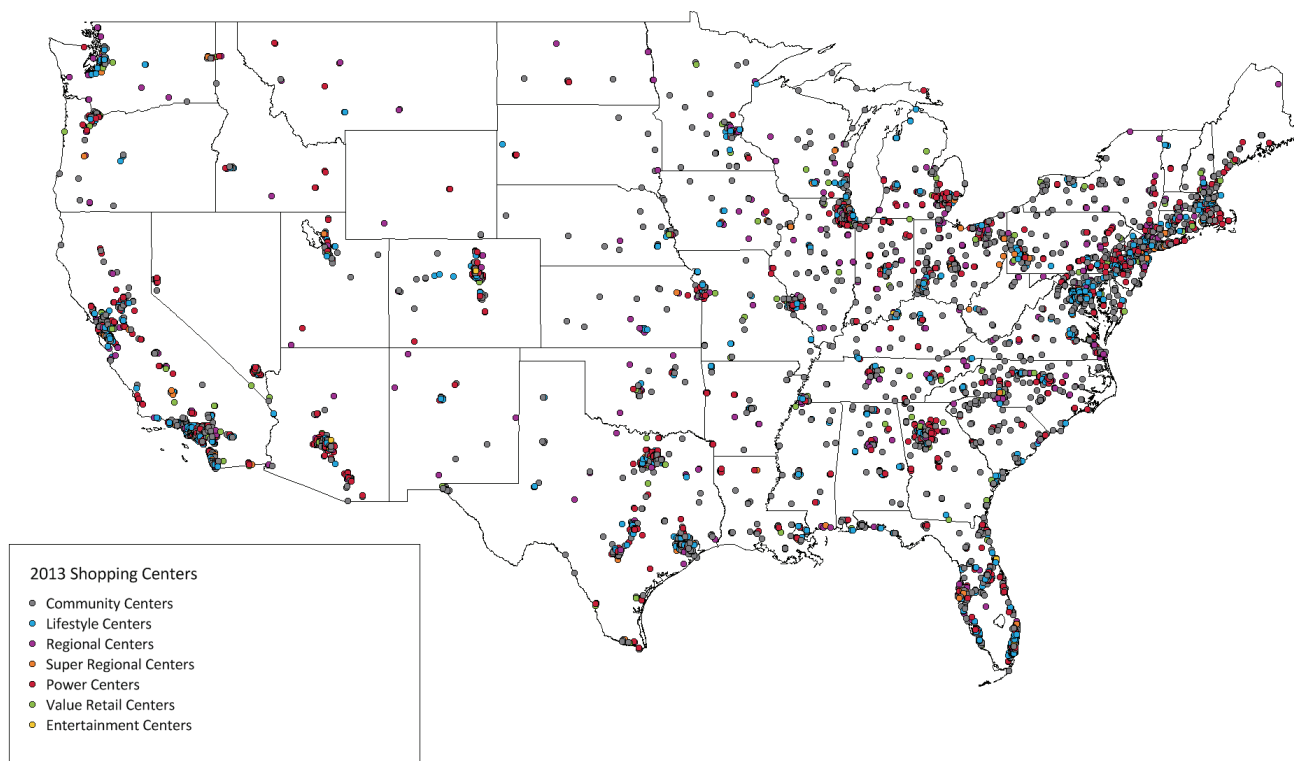 2013 Shopping Centers
Community Centers
Lifestyle Centers
Regional Centers
Super Regional Centers
Power Centers
Value Retail Centers
Entertainment Centers